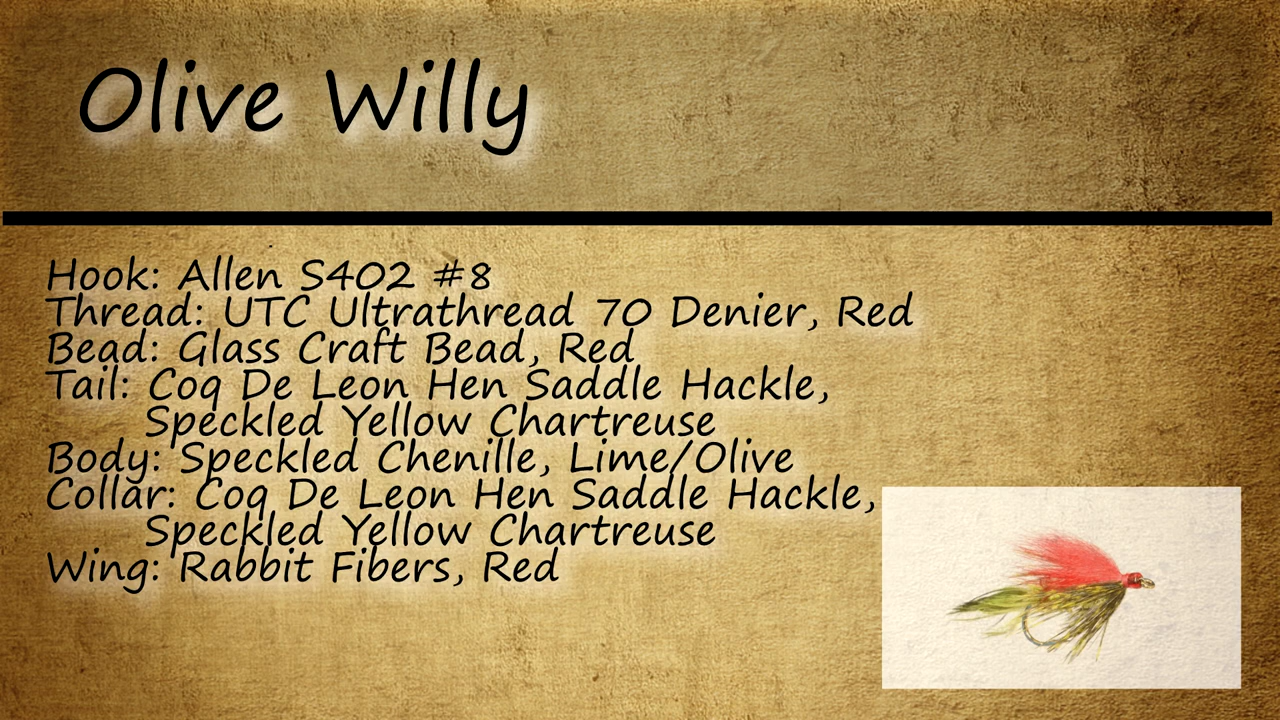 Olive Willy
Hook: Allen S402 #8
Thread: UTC Ultrathread 70 Denier, Red
Bead: Glass Craft Bead, Red
Tail: Coq De Leon Hen Saddle Hackle,
Speckled Yellow Chartreuse
Body: Speckled Chenille, Lime/Olive
Collar: Coq De Leon Hen Saddle Hackle,
Speckled Yellow Chartreuse
Wing: Rabbit Fibers, Red